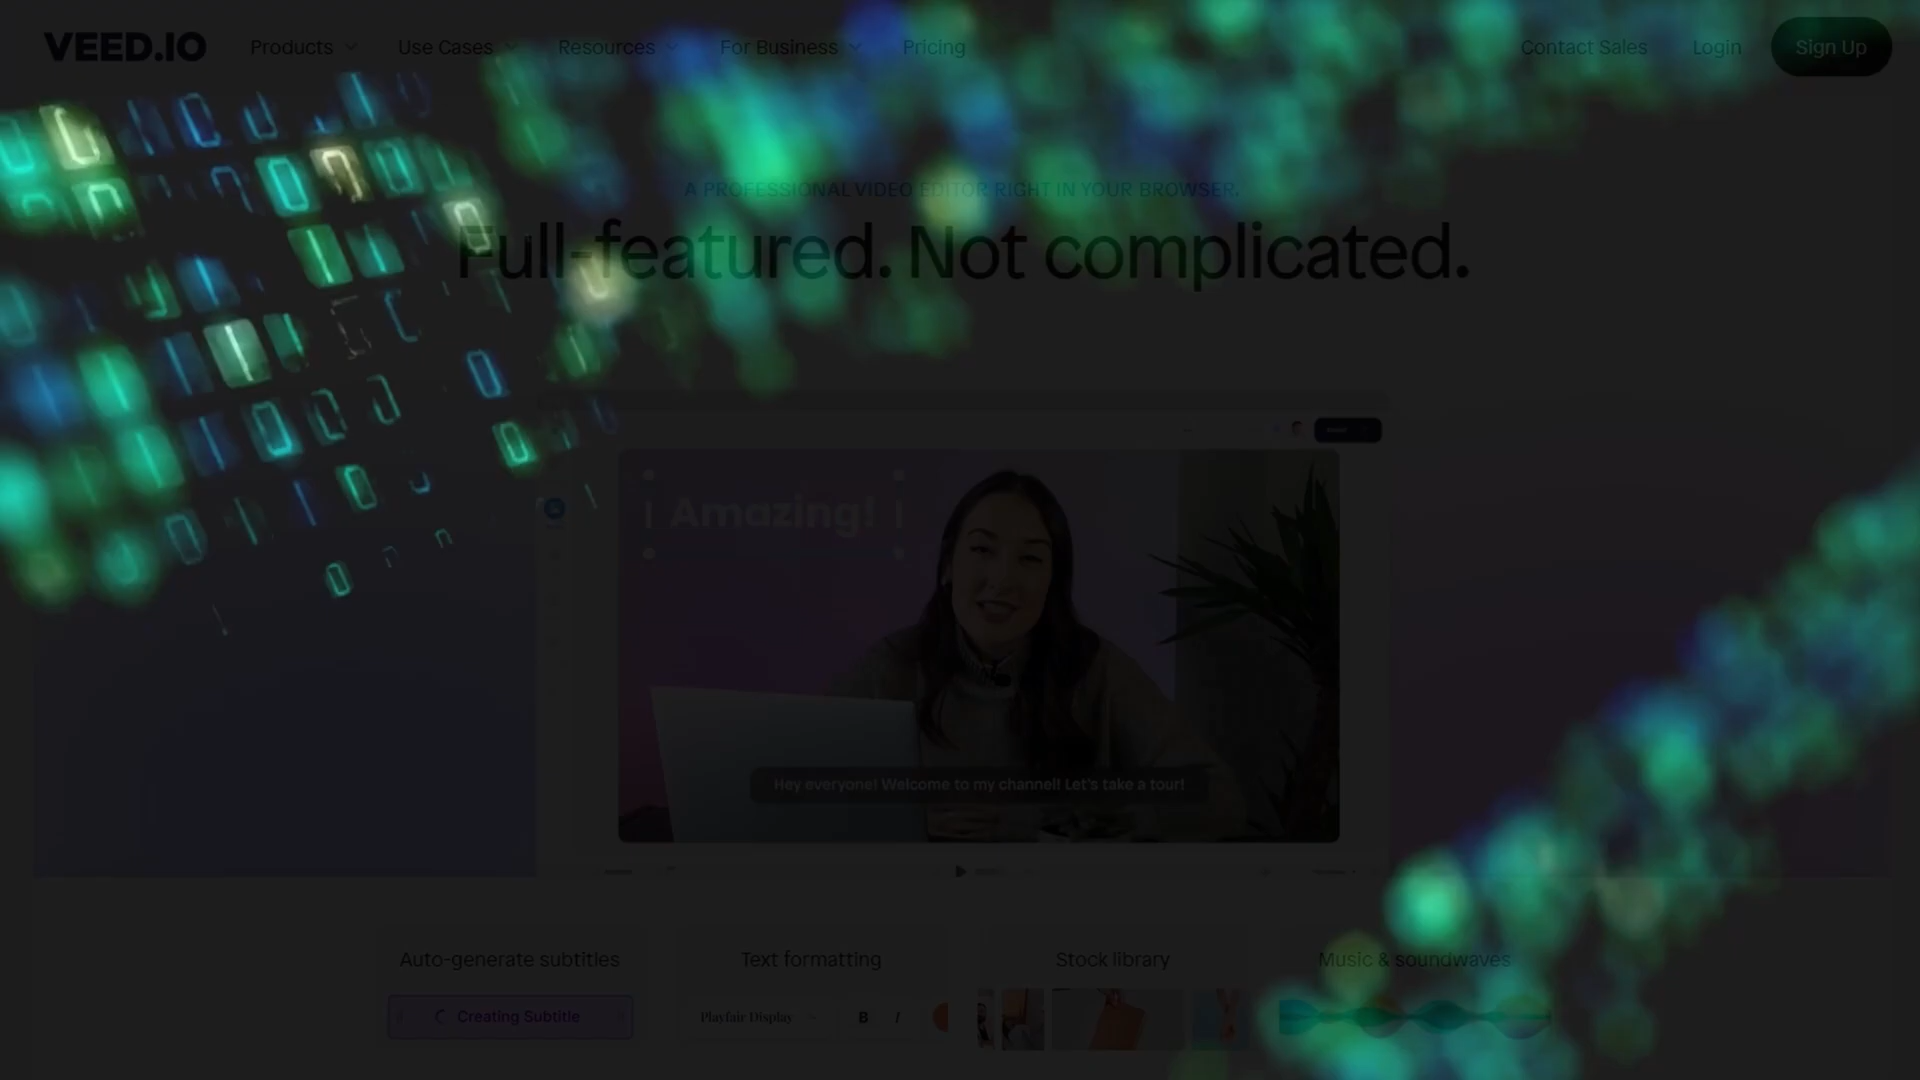 VEED.IO
Products
Use Cases
Resources
For Business
Pricing
Contact Sales
Login
Sign Up
A PROFESSIONAL VIDEO EDITOR RIGHT IN YOUR BROWSER.
Full-featured. Not complicated.
Amazing!
Hey everyone! Welcome to my channel! Let's take a tour!
Auto-generate subtitles
Text formatting
Stock library
Music & soundwaves
Creating Subtitle
Playfair Display
B
I